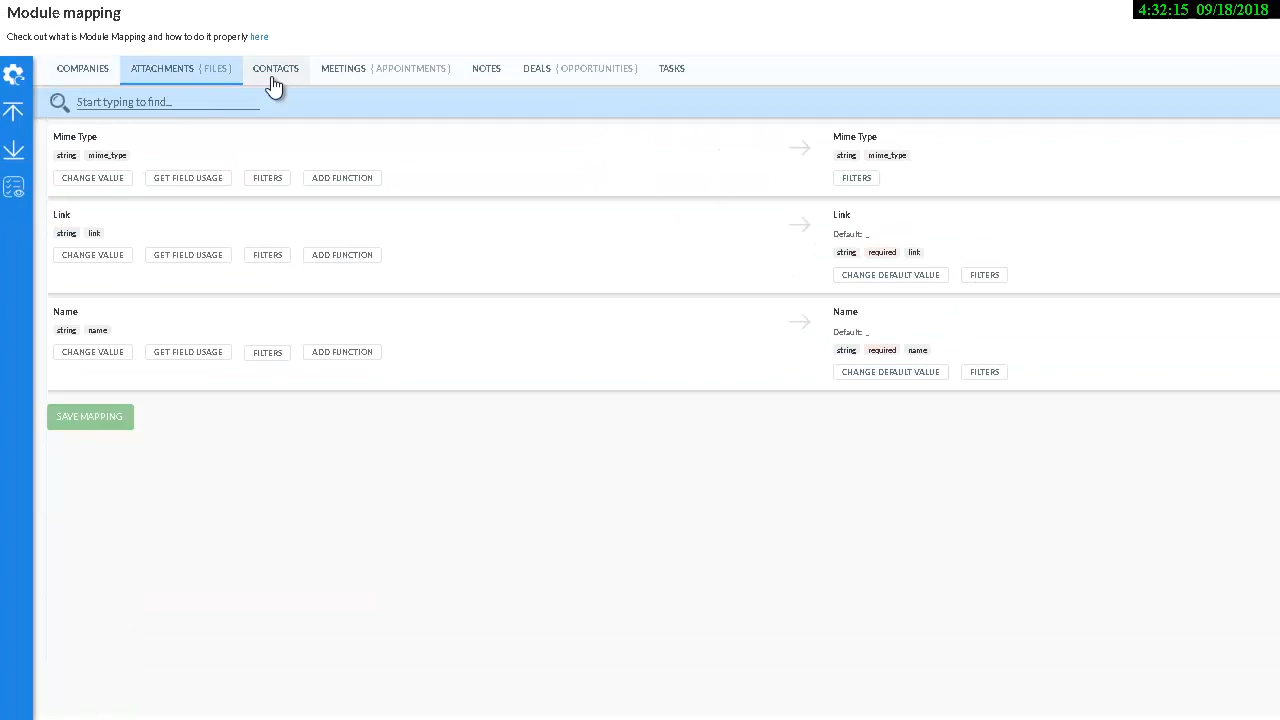 Module mapping
4:32:15 09/18/2018
Check out what is Module Mapping and how to do it properly here
COMPANIES ATTACHMENTS ( FILES ) CONTACTS MEETINGS ( APPOINTMENTS ) NOTES DEALS ( OPPORTUNITIES ) TASKS
Start typing to find...
Mime Type Mime Type
string mime_type string mime_type
CHANGE VALUE GET FIELD USAGE FILTERS ADD FUNCTION FILTERS
Link Link
Default: _
string link string required link
CHANGE VALUE GET FIELD USAGE FILTERS ADD FUNCTION CHANGE DEFAULT VALUE FILTERS
Name Name
Default: _
string name string required name
CHANGE VALUE GET FIELD USAGE FILTERS ADD FUNCTION CHANGE DEFAULT VALUE FILTERS
SAVE MAPPING